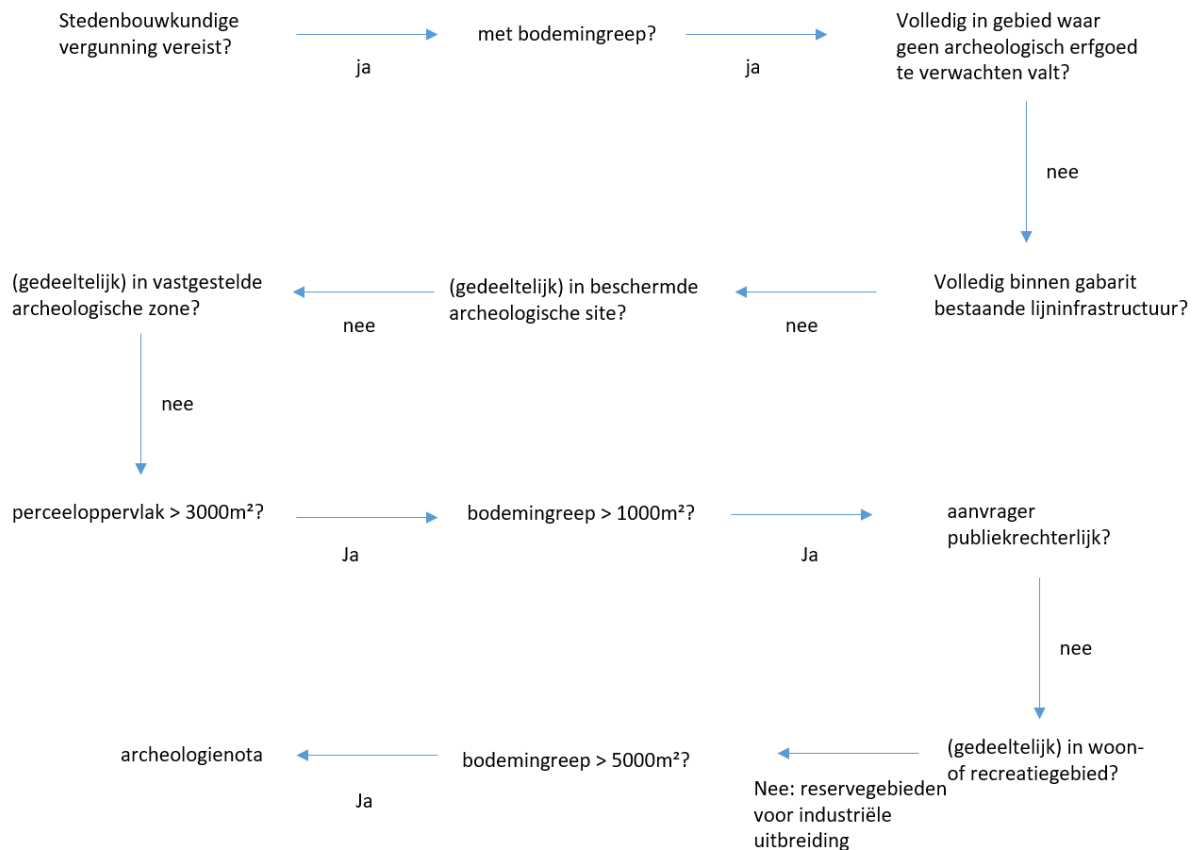 Stedenbouwkundige
vergunning vereist?
ja
met bodemingreep?
ja
Volledig in gebied waar
geen archeologisch erfgoed
te verwachten valt?
nee
Volledig binnen gabarit
bestaande lijninfrastructuur?
nee
(gedeeltelijk) in beschermde
archeologische site?
nee
(gedeeltelijk) in vastgestelde
archeologische zone?
nee
perceeloppervlak > 3000m²?
Ja
bodemingreep > 1000m²?
Ja
aanvrager
publiekrechterlijk?
nee
(gedeeltelijk) in woon-
of recreatiegebied?
Nee: reservegebieden
voor industriële
uitbreiding
bodemingreep > 5000m²?
Ja
archeologienota